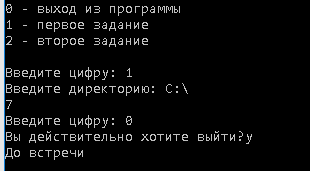 0 - выход из программы
1 - первое задание
2 - второе задание
Введите цифру: 1
Введите директорию: C:\
7
Введите цифру: 0
Вы действительно хотите выйти?y
До встречи